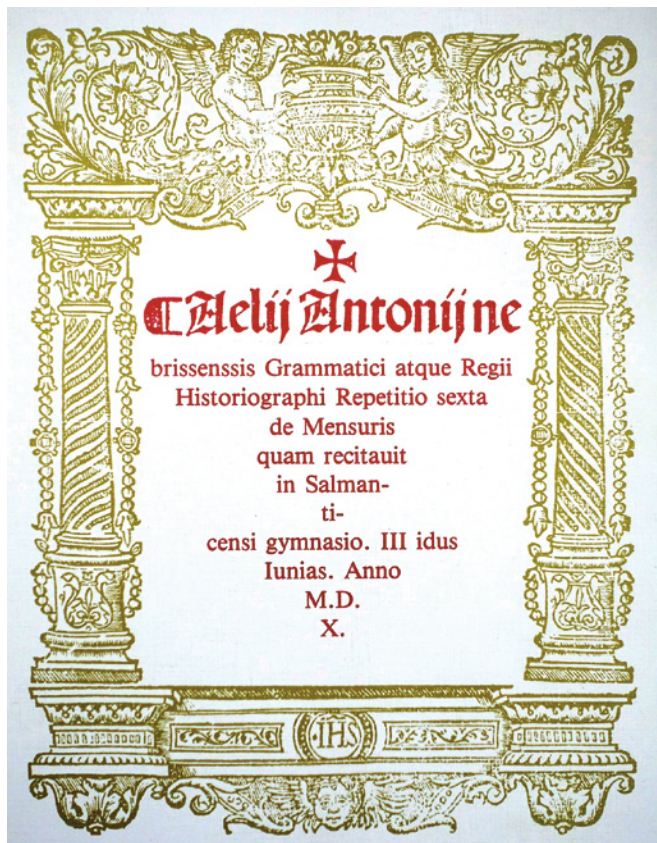 Aelij Antonij ne
brissenssis Grammatici atque Regii
Historiographi Repetitio sexta
de Mensuris
quam recitauit
in Salman-
ti-
censi gymnasio. III idus
Iunias. Anno
M.D.
X.
IHS